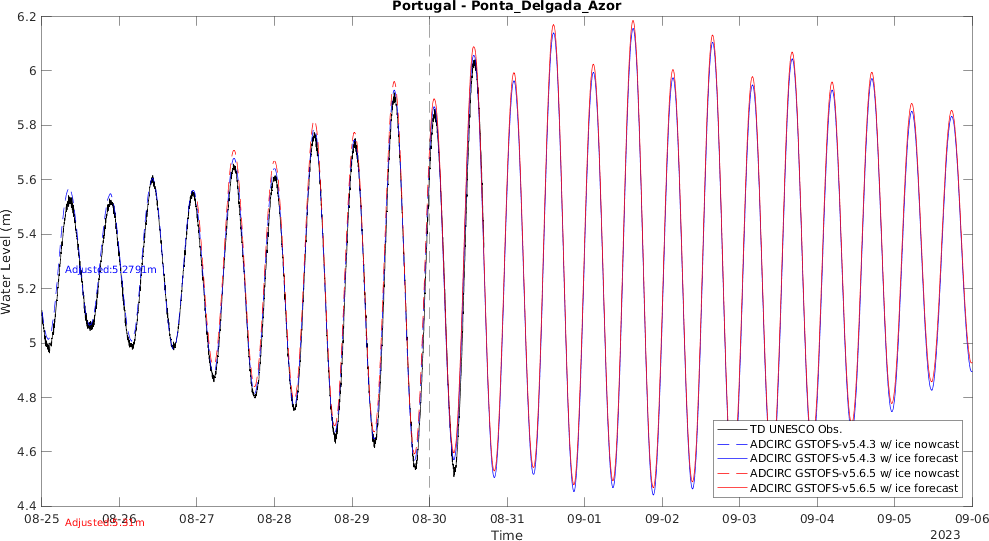 Portugal - Ponta_Delgada_Azor
6.2
6
5.8
5.6
5.4
5.2
5
4.8
4.6
4.4
Water Level (m)
Adjusted:5.2791m
Adjusted:5.31m
TD UNESCO Obs.
ADCIRC GSTOFS-v5.4.3 w/ ice nowcast
ADCIRC GSTOFS-v5.4.3 w/ ice forecast
ADCIRC GSTOFS-v5.6.5 w/ ice nowcast
ADCIRC GSTOFS-v5.6.5 w/ ice forecast
08-25 08-26 08-27 08-28 08-29 08-30 08-31 09-01 09-02 09-03 09-04 09-05 09-06
Time
2023